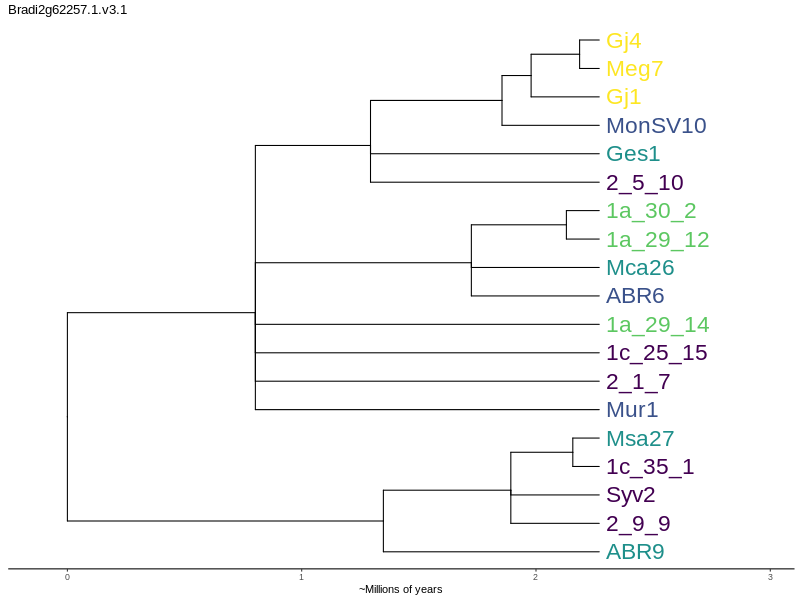 Bradi2g62257.1.v3.1
Gj4
Meg7
Gj1
MonSV10
Ges1
2_5_10
1a_30_2
1a_29_12
Mca26
ABR6
1a_29_14
1c_25_15
2_1_7
Mur1
Msa27
1c_35_1
Syv2
2_9_9
ABR9
0 1 2 3
~Millions of years